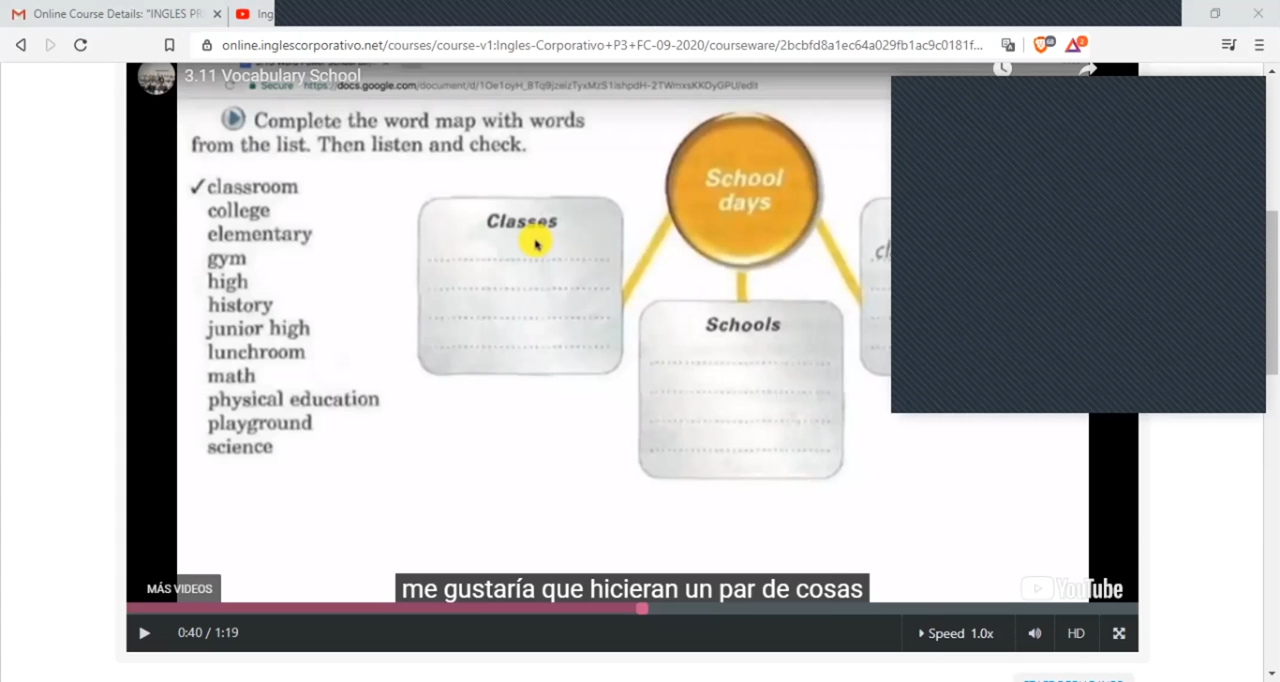 Online Course Details: "INGLES PR
Ing
online.inglescorporativo.net/courses/course-v1:Ingles-Corporativo+P3+FC-09-2020/courseware/2bcbfd8a1ec64a029fb1ac9c0181f...
3.11 Vocabulary School
Secure
Complete the word map with words
from the list. Then listen and check.
School
days
✓classroom
college
elementary
gym
high
history
junior high
lunchroom
math
physical education
playground
science
Classes
Schools
.cl
me gustaría que hicieran un par de cosas
MÁS VIDEOS
YouTube
0:40 / 1:19
Speed 1.0x
HD